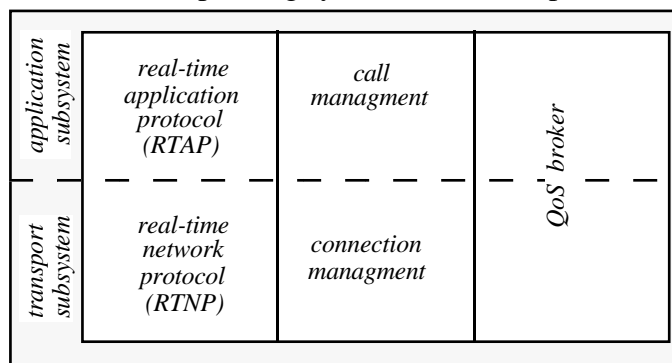 application
subsystem
real-time
application
protocol
(RTAP)
call
managment
QoS broker
transport
subsystem
real-time
network
protocol
(RTNP)
connection
managment